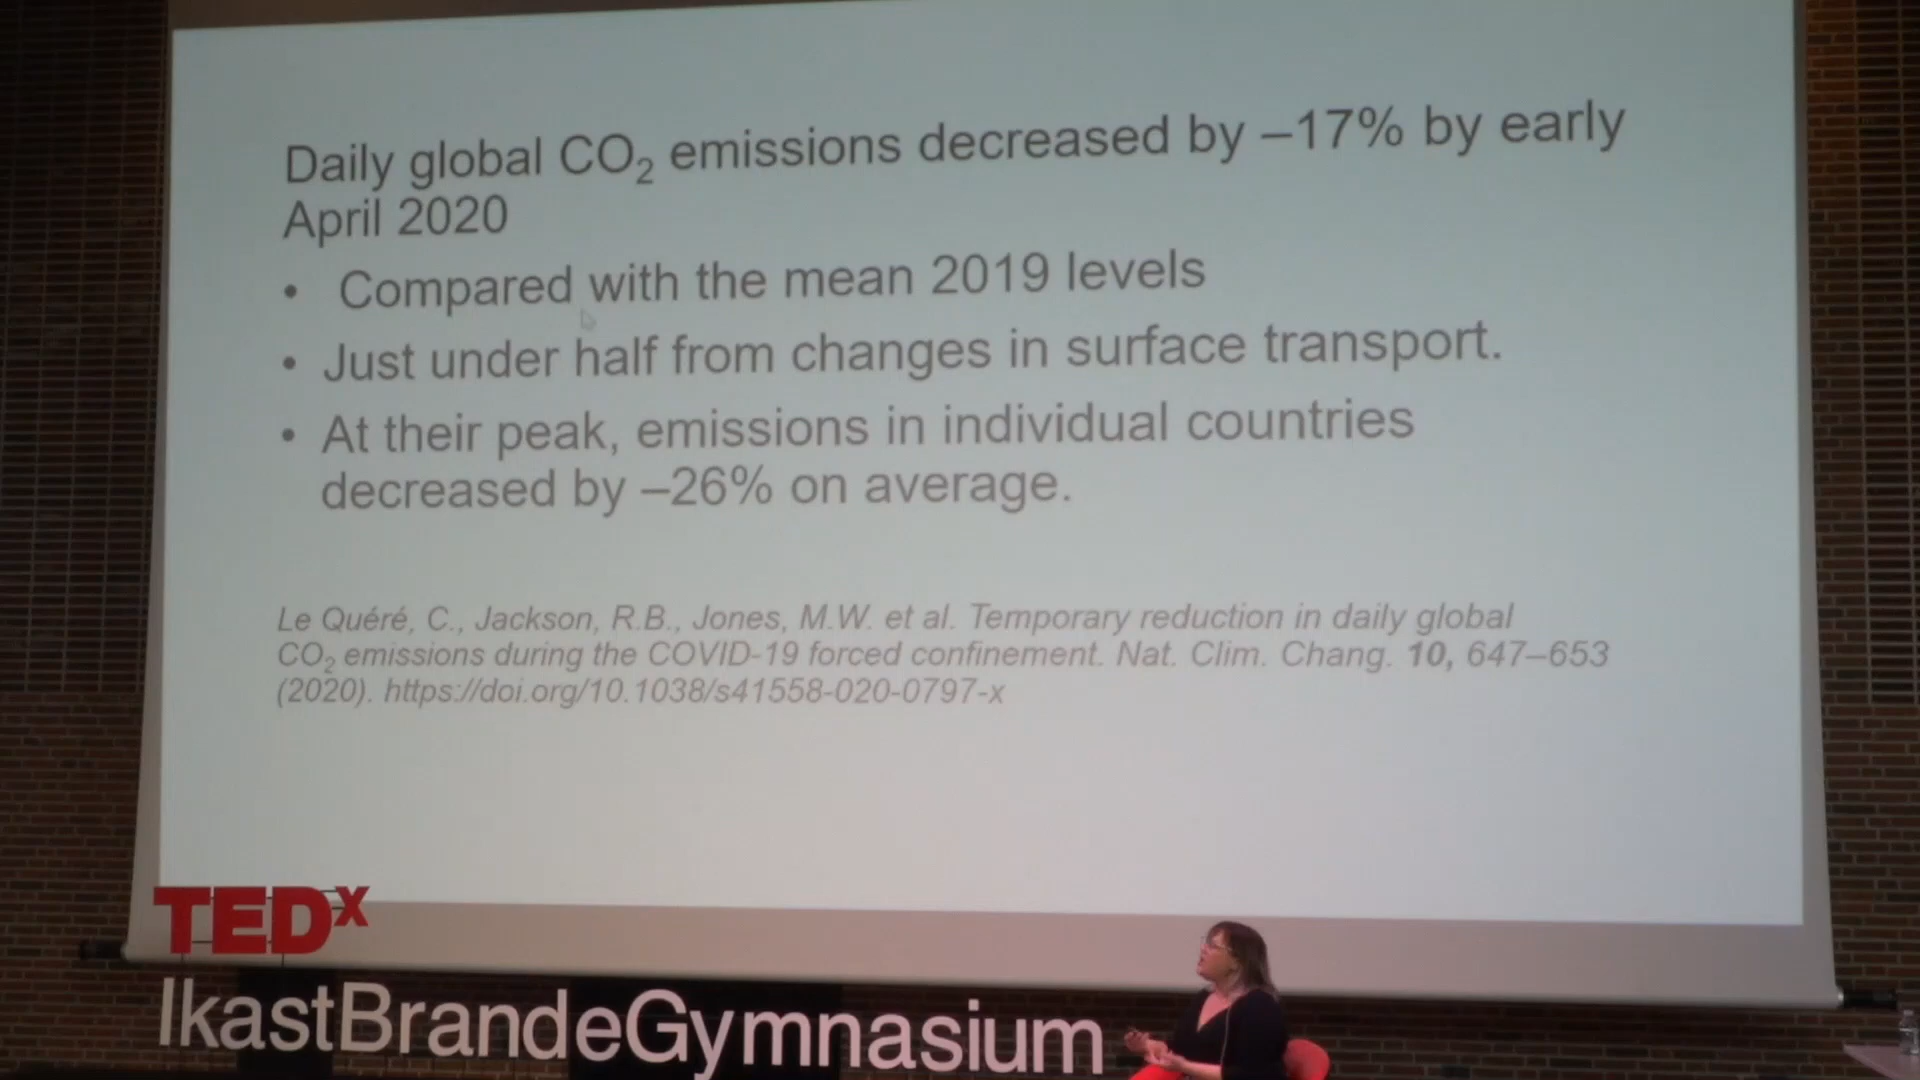 Daily global CO₂ emissions decreased by –17% by early
April 2020
• Compared with the mean 2019 levels
• Just under half from changes in surface transport.
• At their peak, emissions in individual countries
decreased by –26% on average.
Le Quéré, C., Jackson, R.B., Jones, M.W. et al. Temporary reduction in daily global
CO₂ emissions during the COVID-19 forced confinement. Nat. Clim. Chang. 10, 647–653
(2020). https://doi.org/10.1038/s41558-020-0797-x
TEDx
IkastBrandeGymnasium